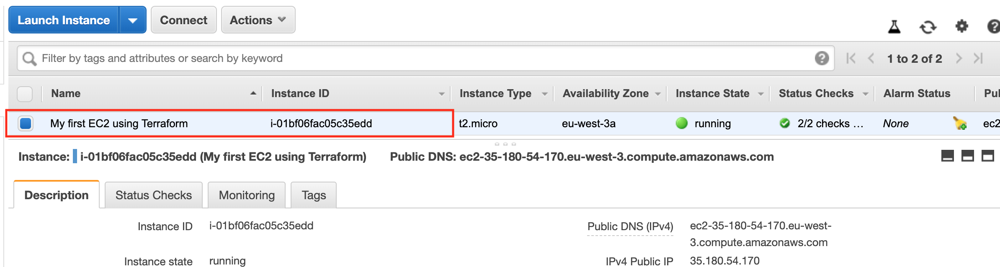 Launch Instance Connect Actions
Filter by tags and attributes or search by keyword 1 to 2 of 2
Name Instance ID Instance Type Availability Zone Instance State Status Checks Alarm Status Pul
My first EC2 using Terraform i-01bf06fac05c35edd t2.micro eu-west-3a running 2/2 checks ... None ec2
Instance: i-01bf06fac05c35edd (My first EC2 using Terraform) Public DNS: ec2-35-180-54-170.eu-west-3.compute.amazonaws.com
Description Status Checks Monitoring Tags
Instance ID i-01bf06fac05c35edd Public DNS (IPv4) ec2-35-180-54-170.eu-west-
3.compute.amazonaws.com
Instance state running IPv4 Public IP 35.180.54.170